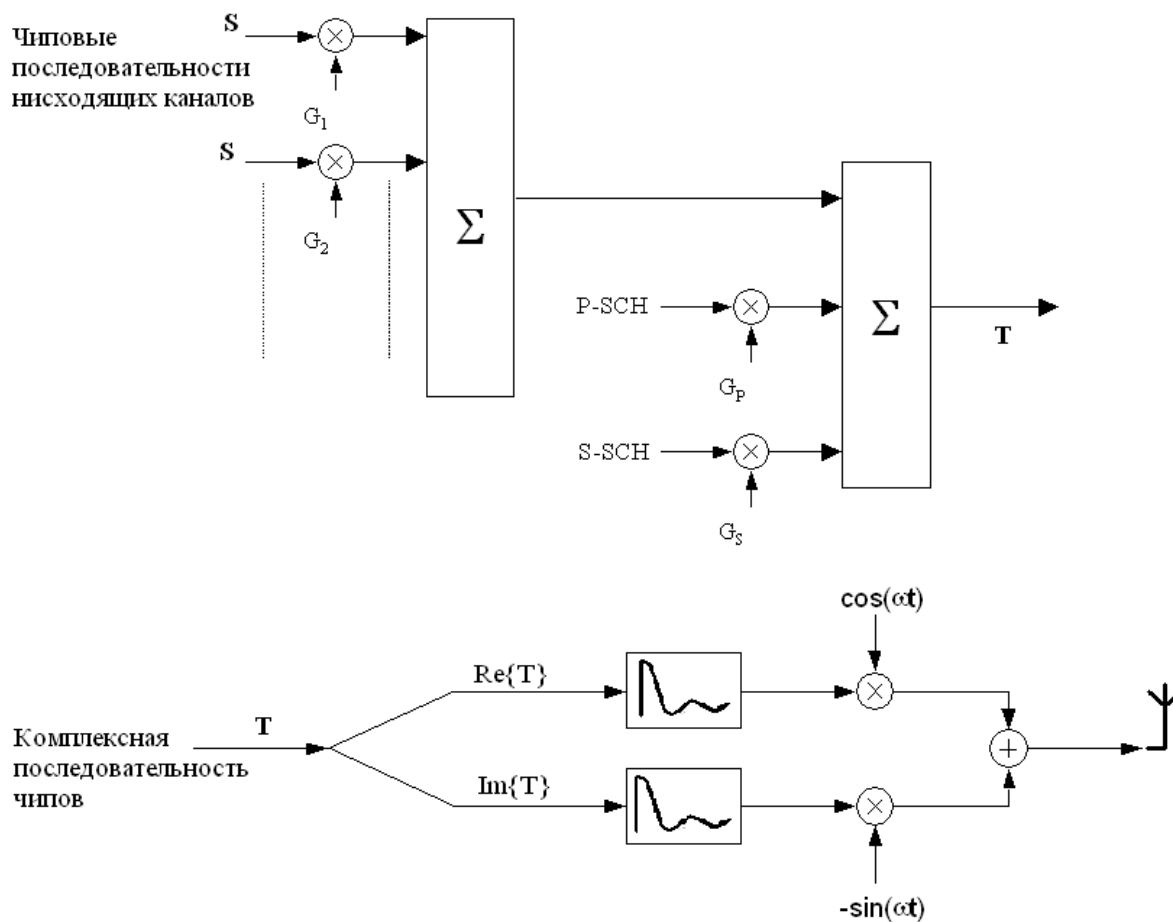 Чиповые
последовательности
нисходящих каналов
S
G1
S
G2
Σ
P-SCH
GP
S-SCH
GS
Σ
T
Комплексная
последовательность
чипов
T
Re{T}
Im{T}
cos(ωt)
-sin(ωt)